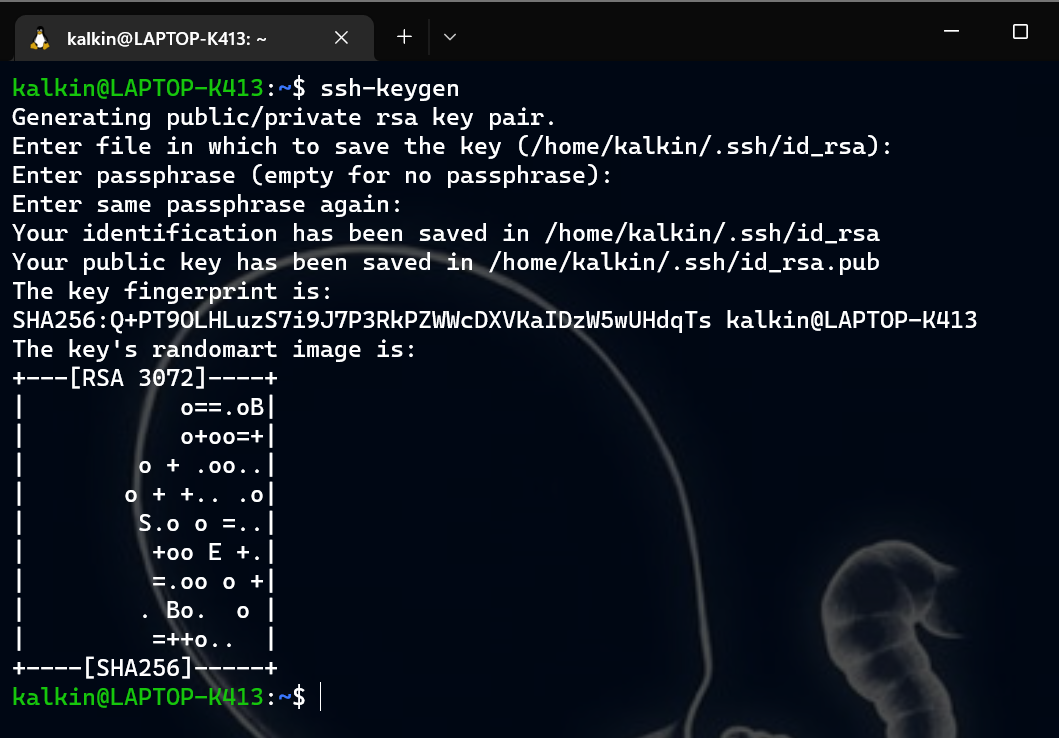 kalkin@LAPTOP-K413: ~
kalkin@LAPTOP-K413:~$ ssh-keygen
Generating public/private rsa key pair.
Enter file in which to save the key (/home/kalkin/.ssh/id_rsa):
Enter passphrase (empty for no passphrase):
Enter same passphrase again:
Your identification has been saved in /home/kalkin/.ssh/id_rsa
Your public key has been saved in /home/kalkin/.ssh/id_rsa.pub
The key fingerprint is:
SHA256:Q+PT9OLHLuzS7i9J7P3RkPZWWcDXVKaIDzW5wUHdqTs kalkin@LAPTOP-K413
The key's randomart image is:
+---[RSA 3072]----+
|           o==.oB|
|           o+oo=+|
|        o + .oo..|
|       o + +.. .o|
|        S.o o =..|
|         +oo E +.|
|         =.oo o +|
|        . Bo.  o |
|         =++o..  |
+----[SHA256]-----+
kalkin@LAPTOP-K413:~$